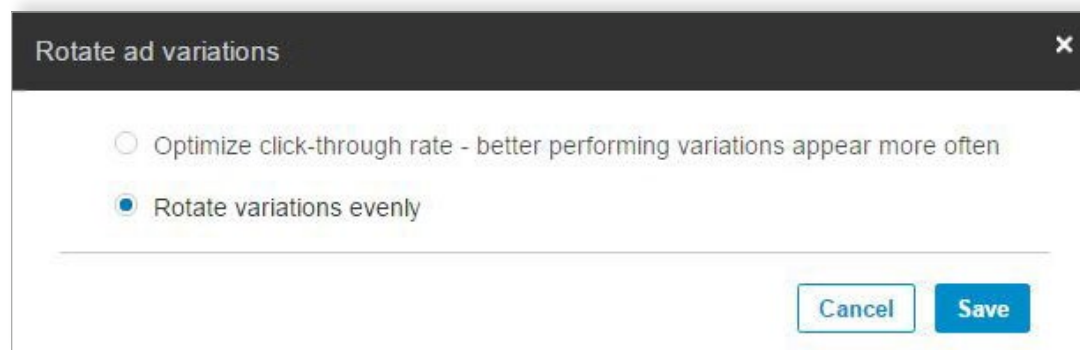 Rotate ad variations
Optimize click-through rate - better performing variations appear more often
Rotate variations evenly
Cancel Save